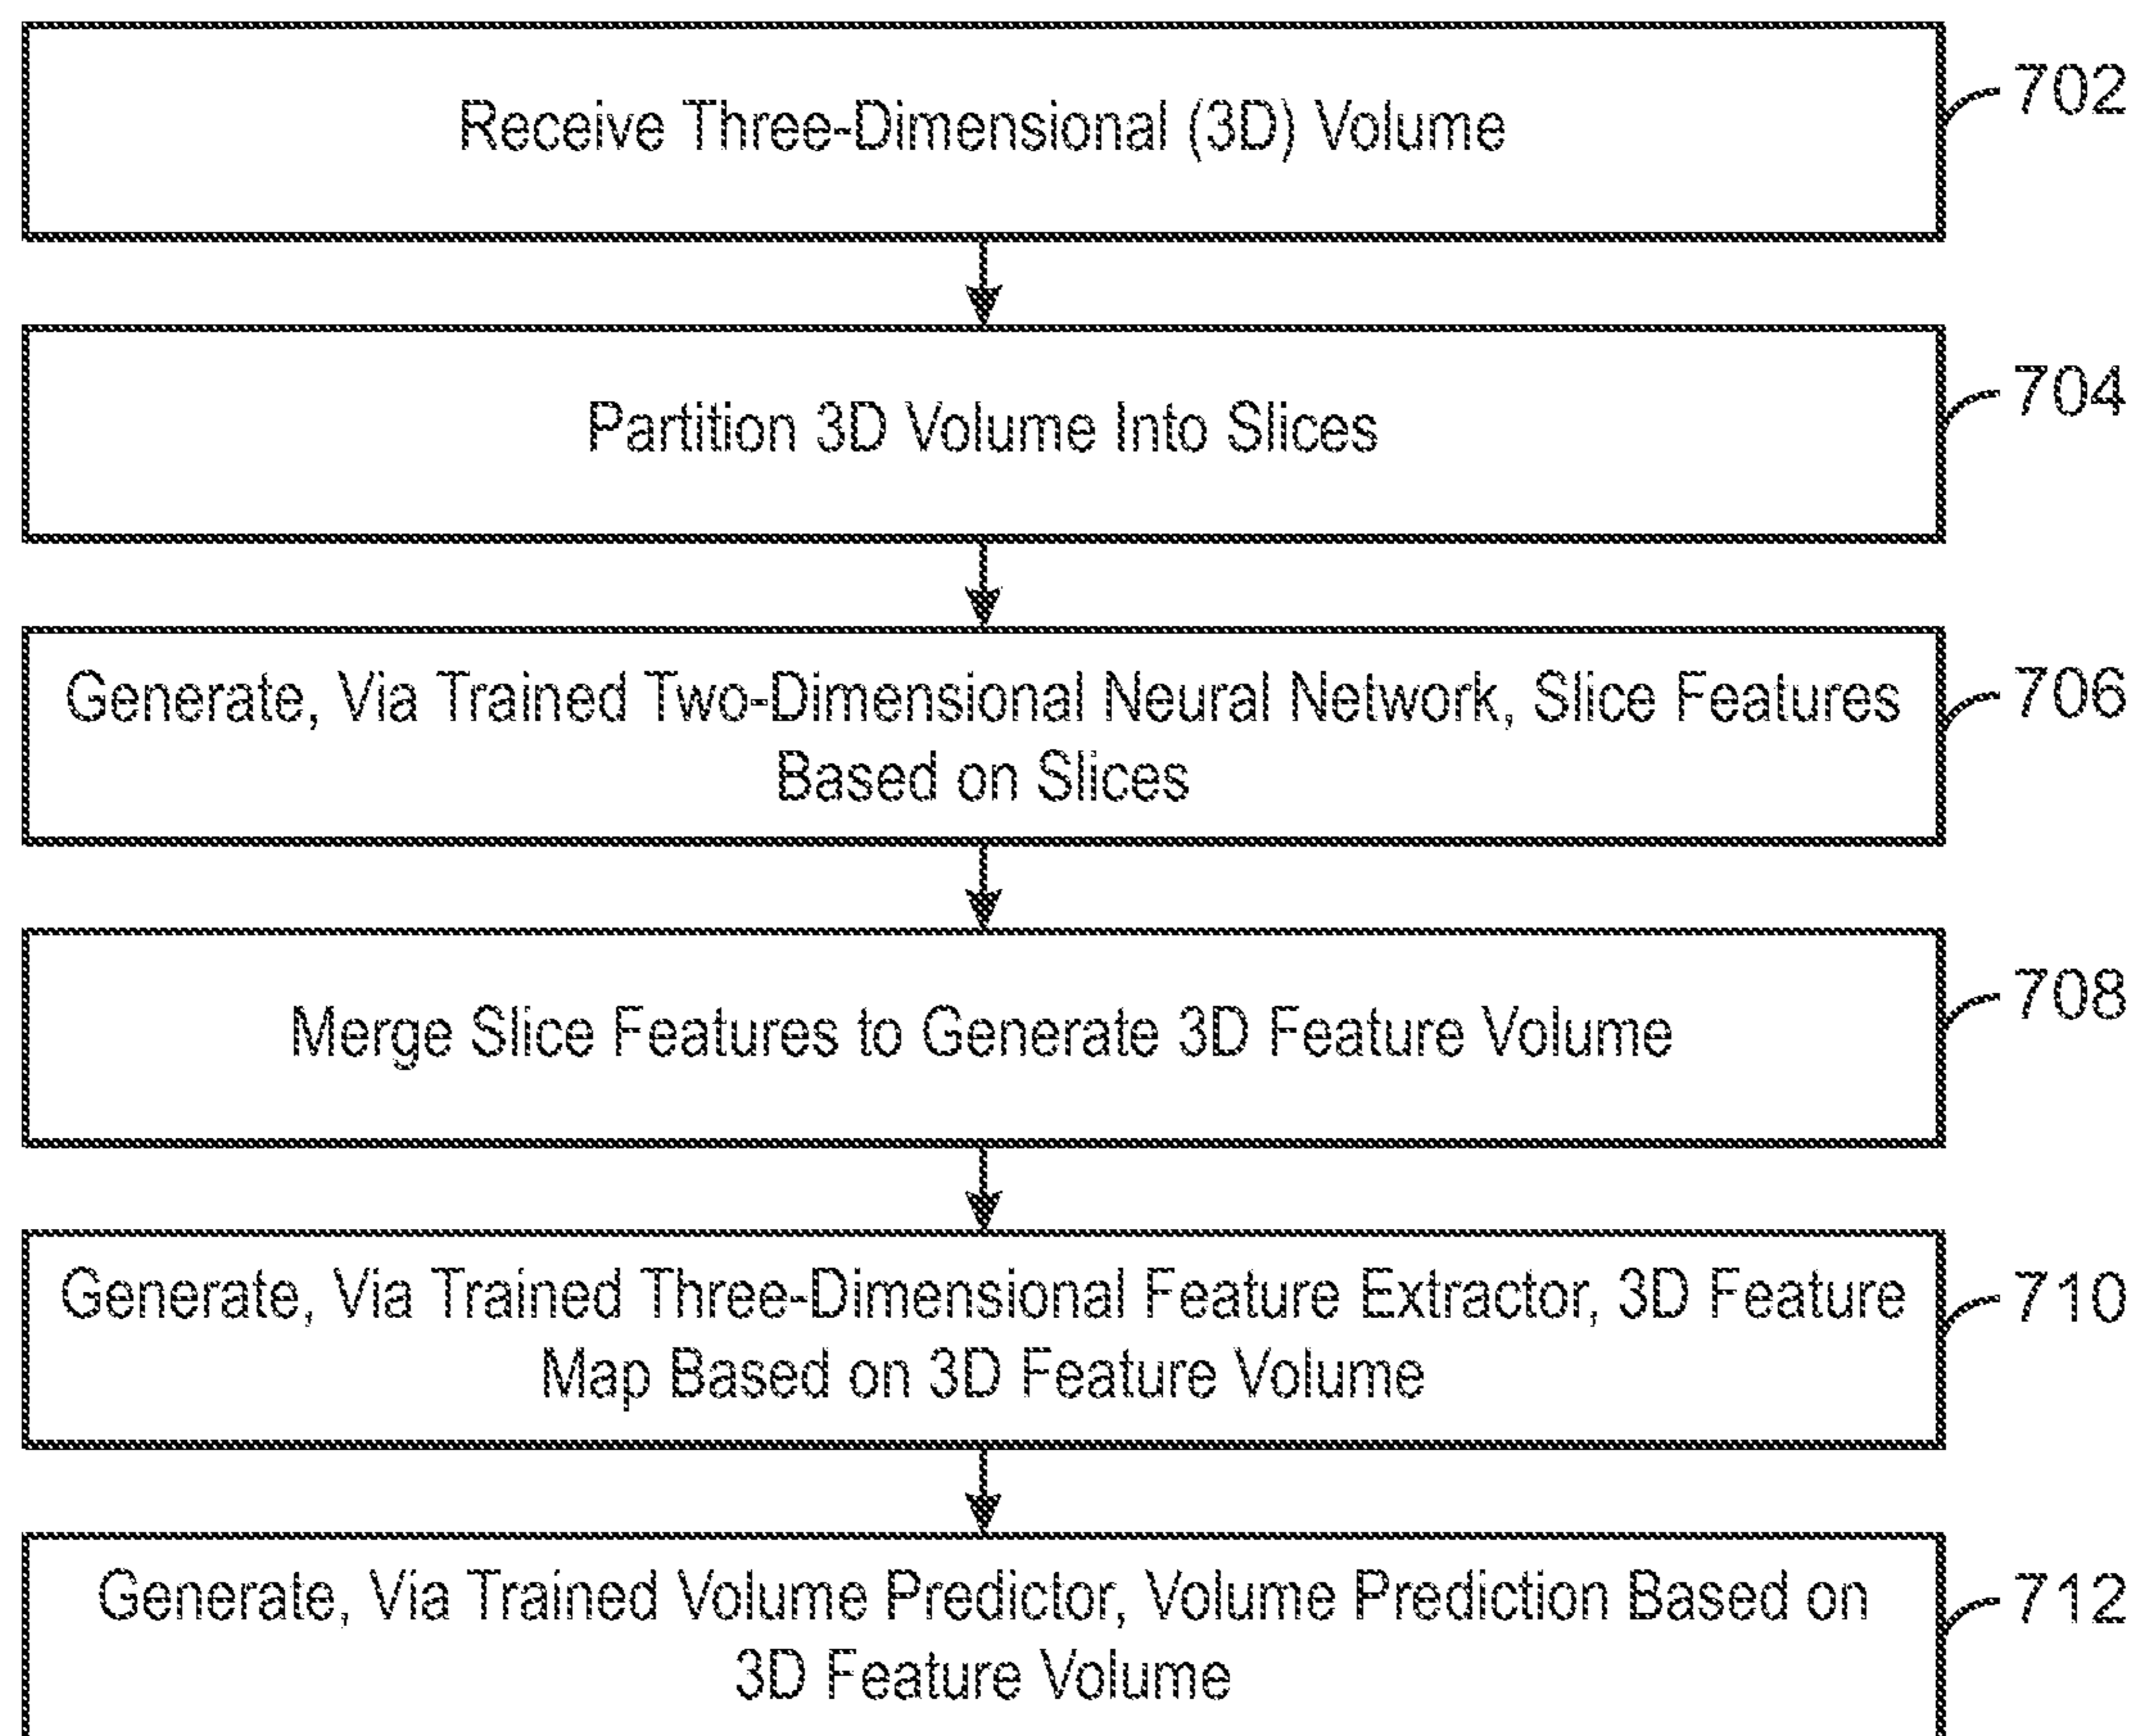 Receive Three-Dimensional (3D) Volume
702
Partition 3D Volume Into Slices
704
Generate, Via Trained Two-Dimensional Neural Network, Slice Features
Based on Slices
706
Merge Slice Features to Generate 3D Feature Volume
708
Generate, Via Trained Three-Dimensional Feature Extractor, 3D Feature
Map Based on 3D Feature Volume
710
Generate, Via Trained Volume Predictor, Volume Prediction Based on
3D Feature Volume
712